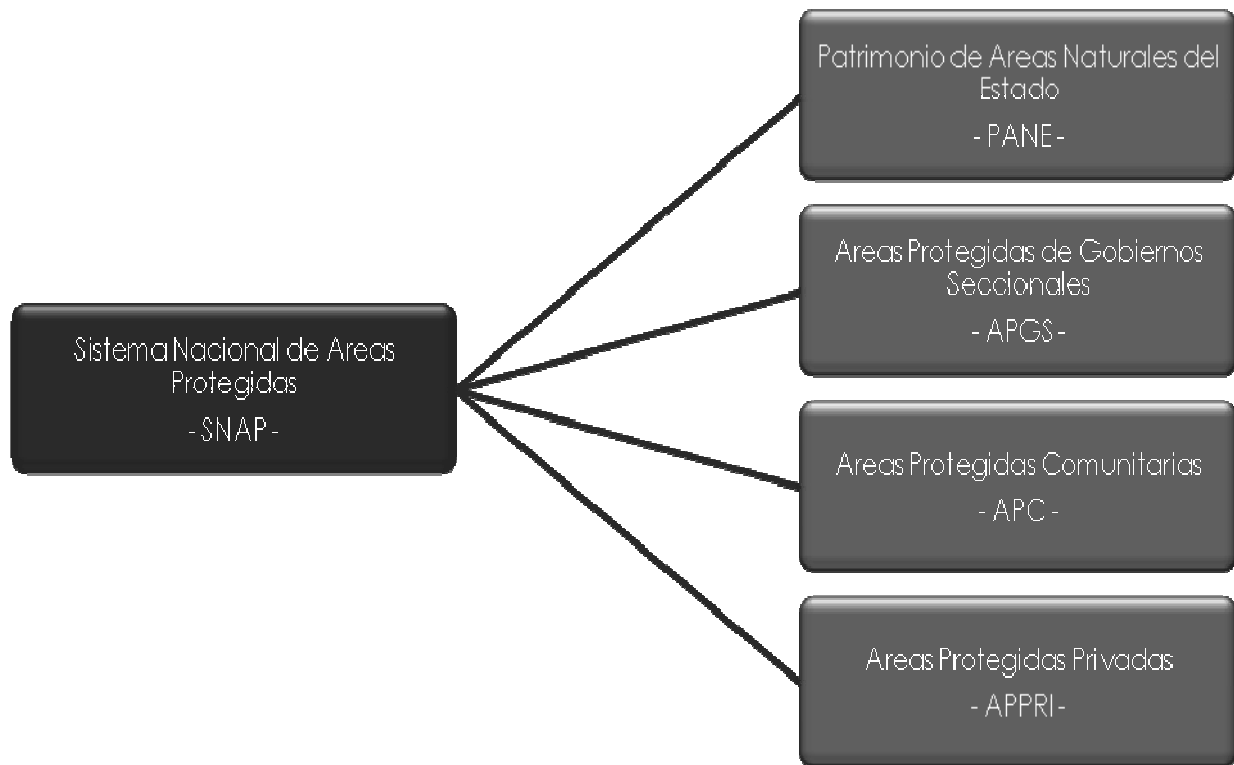 Patrimonio de Areas Naturales del
Estado
- PANE -
Areas Protegidas de Gobiernos
Seccionales
- APGS -
Sistema Nacional de Areas
Protegidas
- SNAP -
Areas Protegidas Comunitarias
- APC -
Areas Protegidas Privadas
- APPRI -